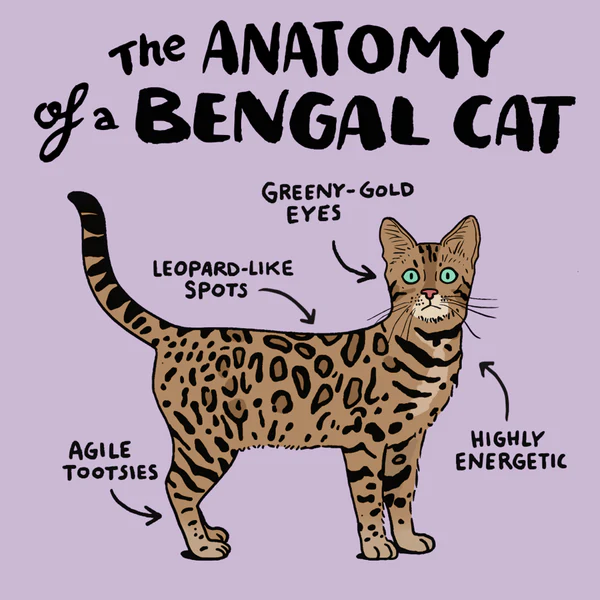 The ANATOMY
of a BENGAL CAT
GREENY-GOLD
EYES
LEOPARD-LIKE
SPOTS
AGILE
TOOTSIES
HIGHLY
ENERGETIC